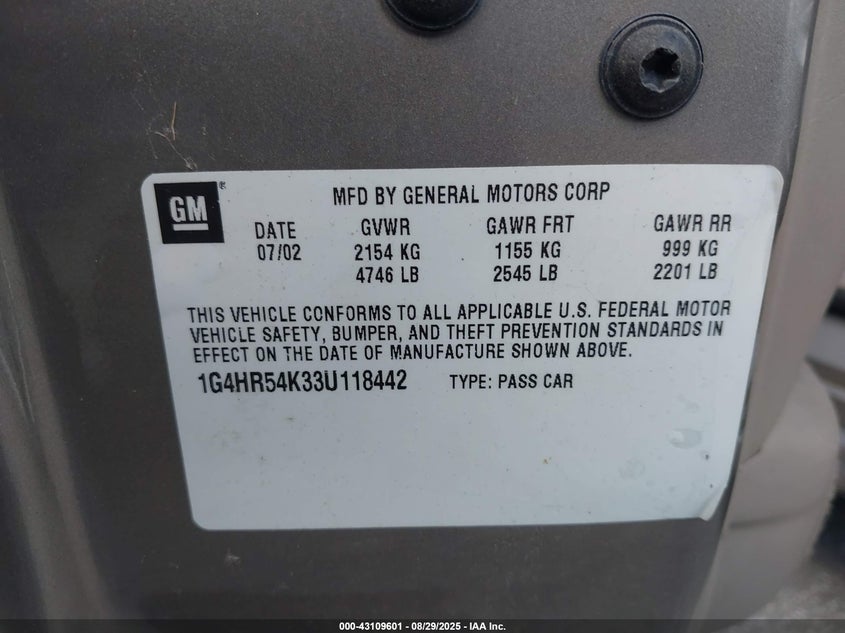 GM®
MFD BY GENERAL MOTORS CORP
DATE GVWR GAWR FRT GAWR RR
07/02 2154 KG 1155 KG 999 KG
4746 LB 2545 LB 2201 LB
THIS VEHICLE CONFORMS TO ALL APPLICABLE U.S. FEDERAL MOTOR
VEHICLE SAFETY, BUMPER, AND THEFT PREVENTION STANDARDS IN
EFFECT ON THE DATE OF MANUFACTURE SHOWN ABOVE.
1G4HR54K33U118442 TYPE: PASS CAR
000-43109601 - 08/29/2025 - IAA Inc.